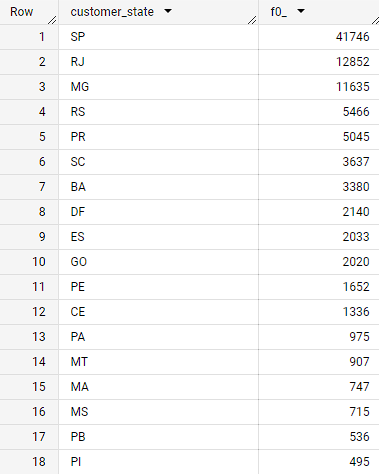 Row customer_state f0_
1 SP 41746
2 RJ 12852
3 MG 11635
4 RS 5466
5 PR 5045
6 SC 3637
7 BA 3380
8 DF 2140
9 ES 2033
10 GO 2020
11 PE 1652
12 CE 1336
13 PA 975
14 MT 907
15 MA 747
16 MS 715
17 PB 536
18 PI 495